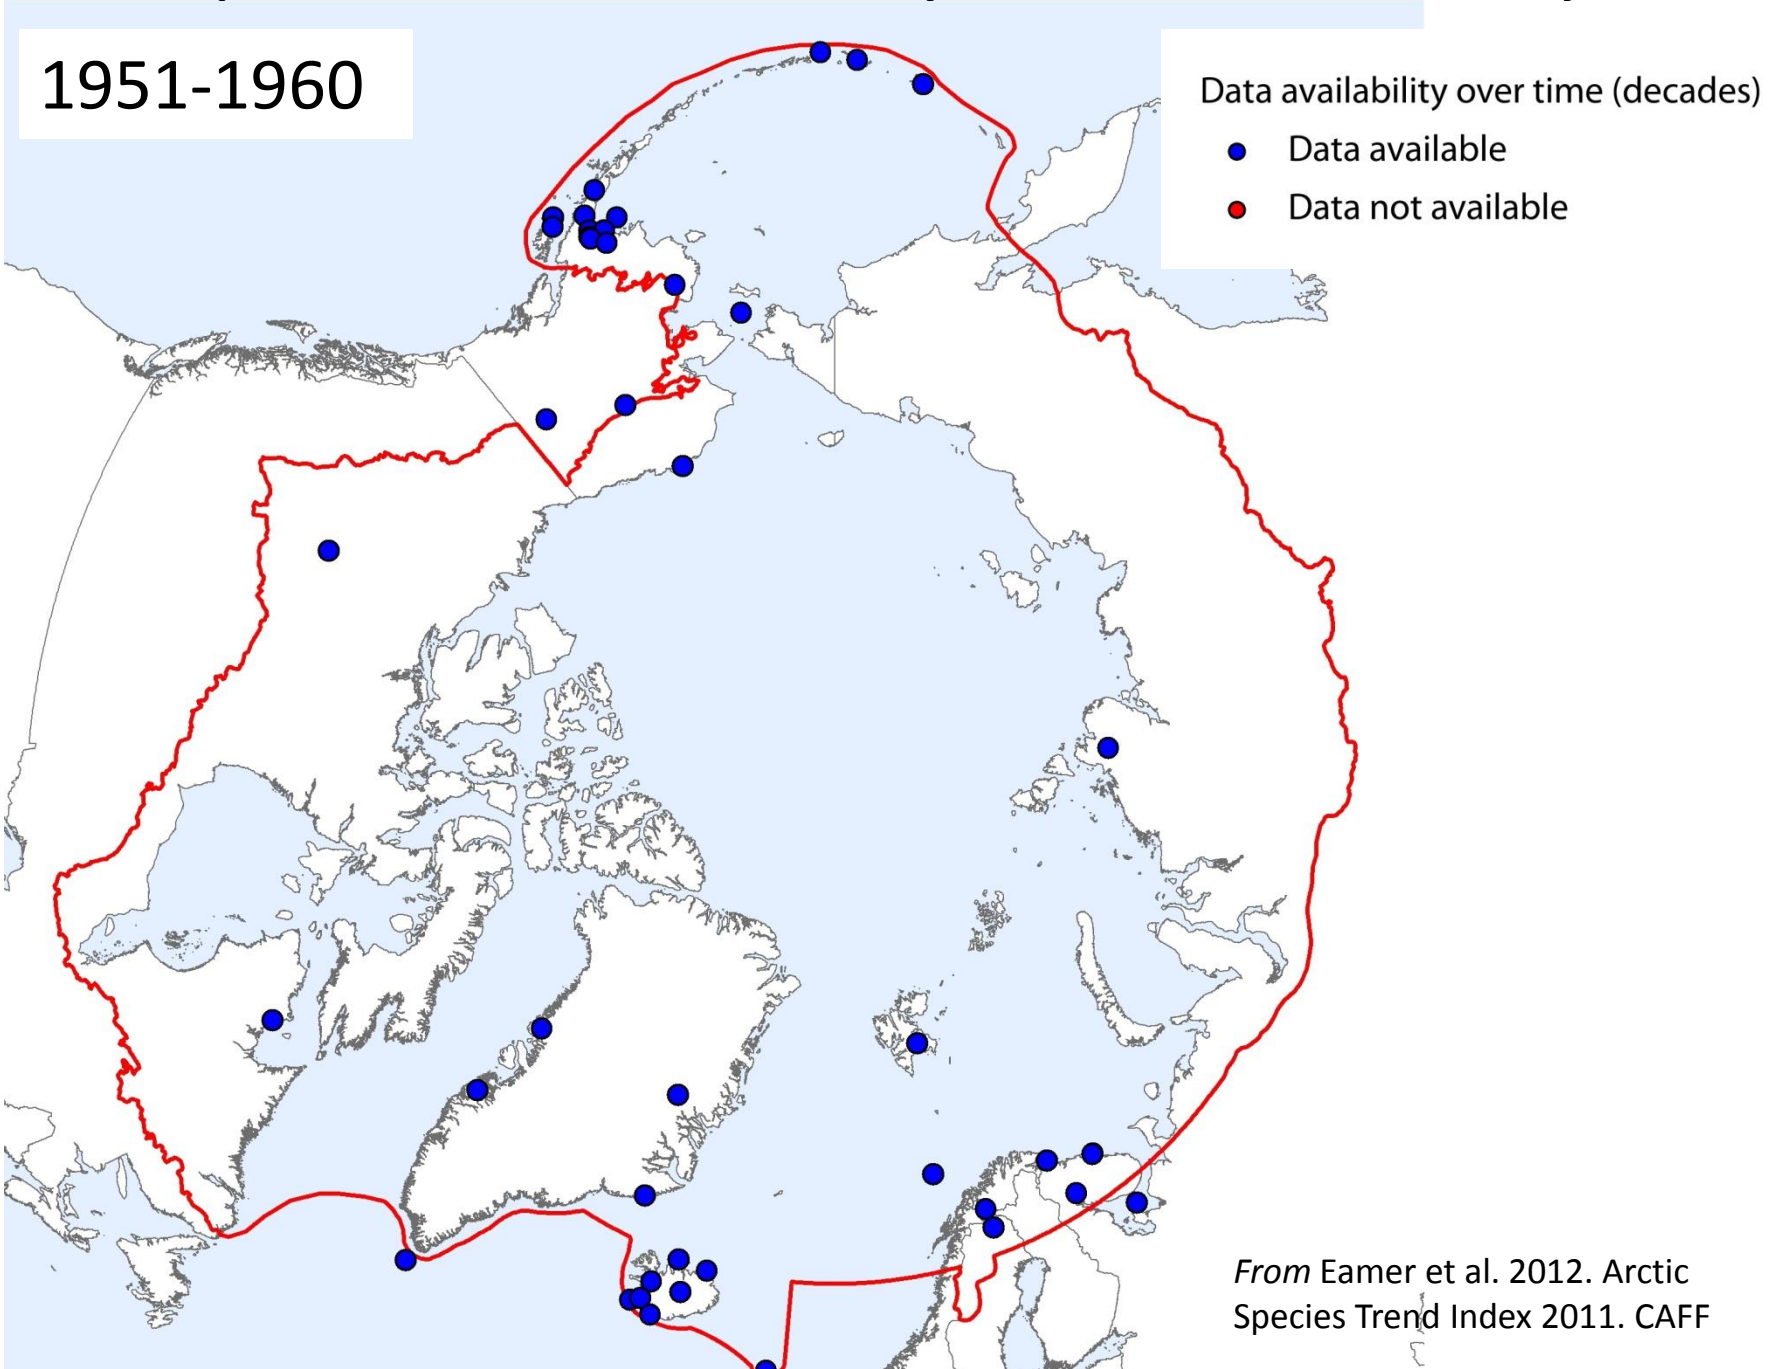 1951-1960
Data availability over time (decades)
Data available
Data not available
From Eamer et al. 2012. Arctic
Species Trend Index 2011. CAFF